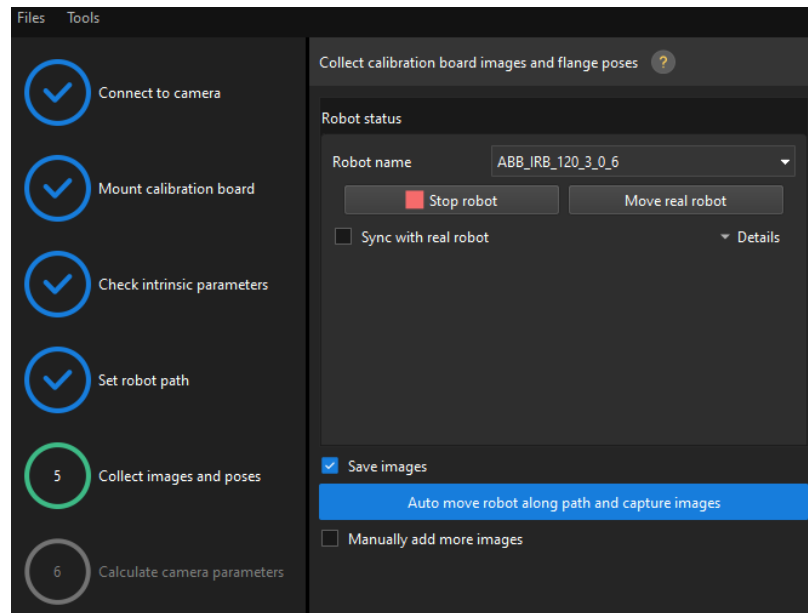 Files Tools
Connect to camera
Mount calibration board
Check intrinsic parameters
Set robot path
5 Collect images and poses
6 Calculate camera parameters
Collect calibration board images and flange poses ?
Robot status
Robot name ABB_IRB_120_3_0_6
Stop robot Move real robot
Sync with real robot Details
Save images
Auto move robot along path and capture images
Manually add more images